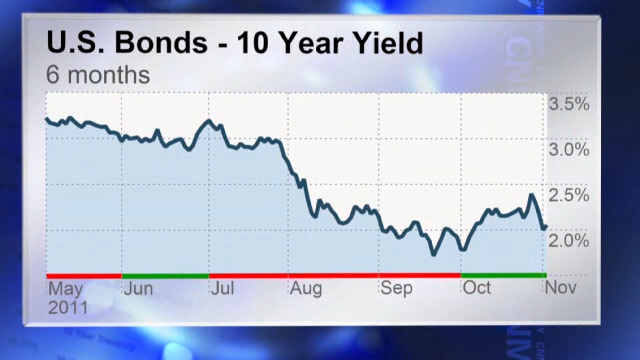 U.S. Bonds - 10 Year Yield
6 months
3.5%
3.0%
2.5%
2.0%
May Jun Jul Aug Sep Oct Nov
2011
CNN